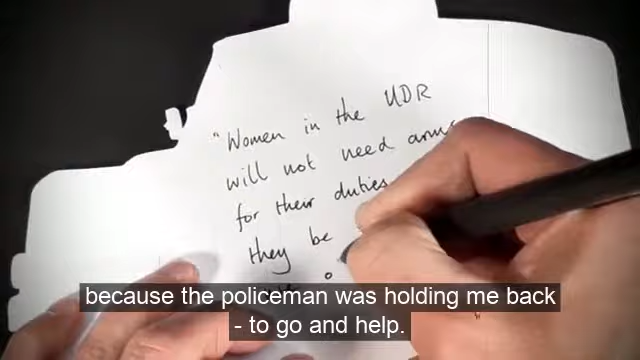 "Women in the UDR
will not need arms
for their duties
they be
because the policeman was holding me back
- to go and help.